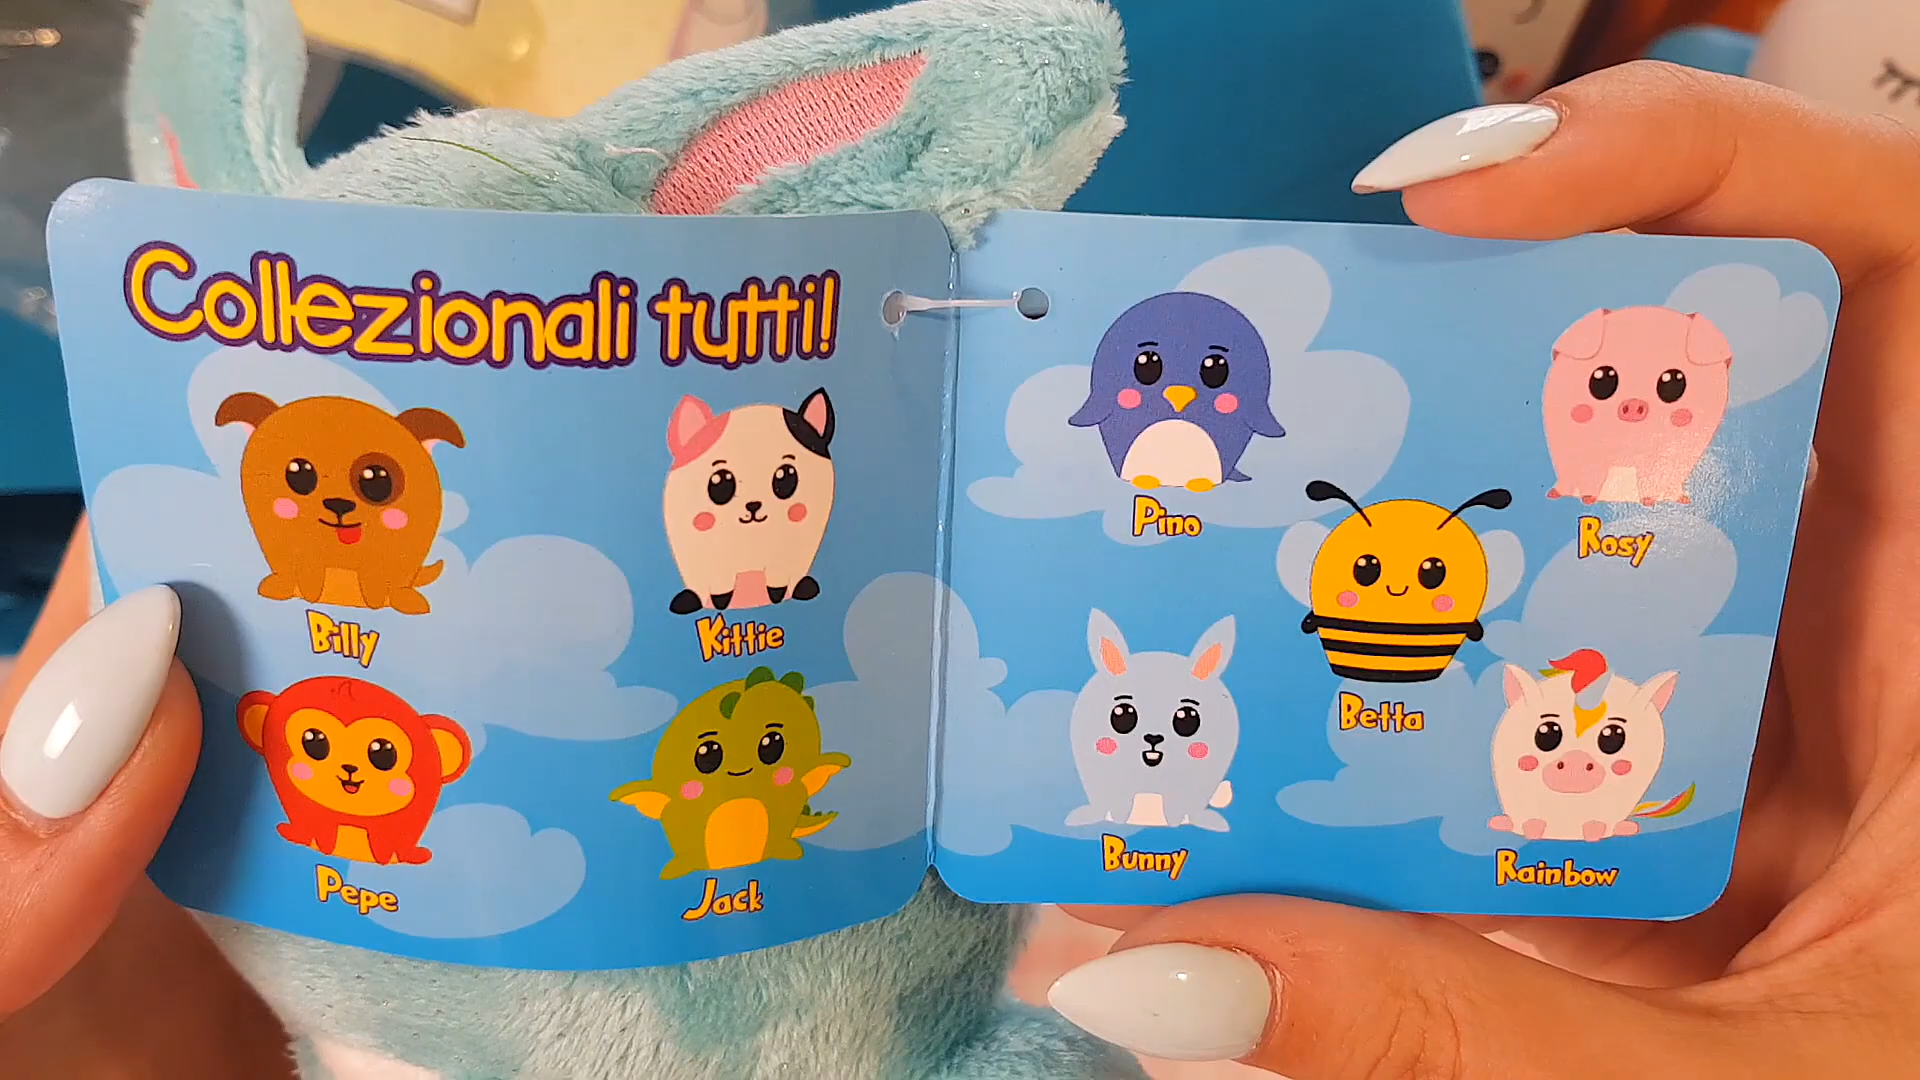 Collezionali tutti!
Billy
Kittie
Pepe
Jack
Pino
Rosy
Betta
Bunny
Rainbow